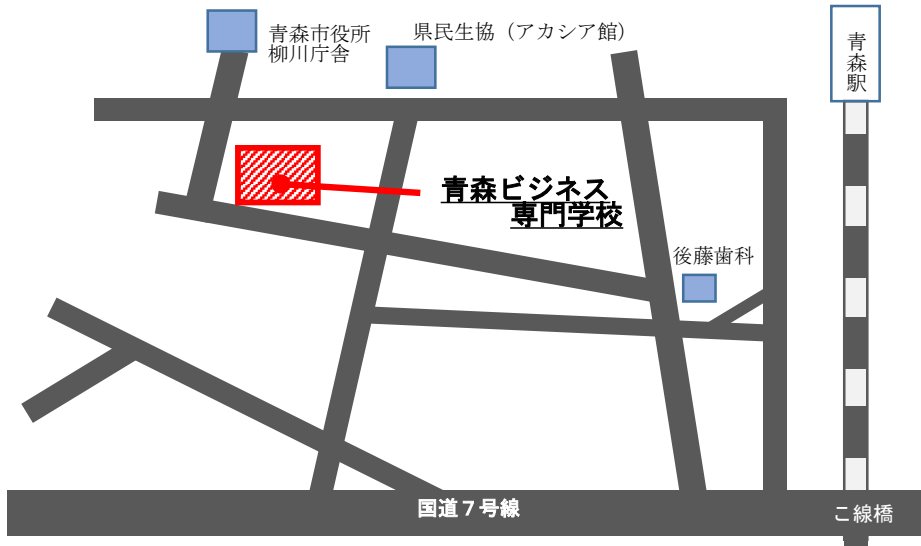 青森市役所
柳川庁舎
県民生協（アカシア館）
青森駅
青森ビジネス
専門学校
後藤歯科
国道７号線
こ線橋